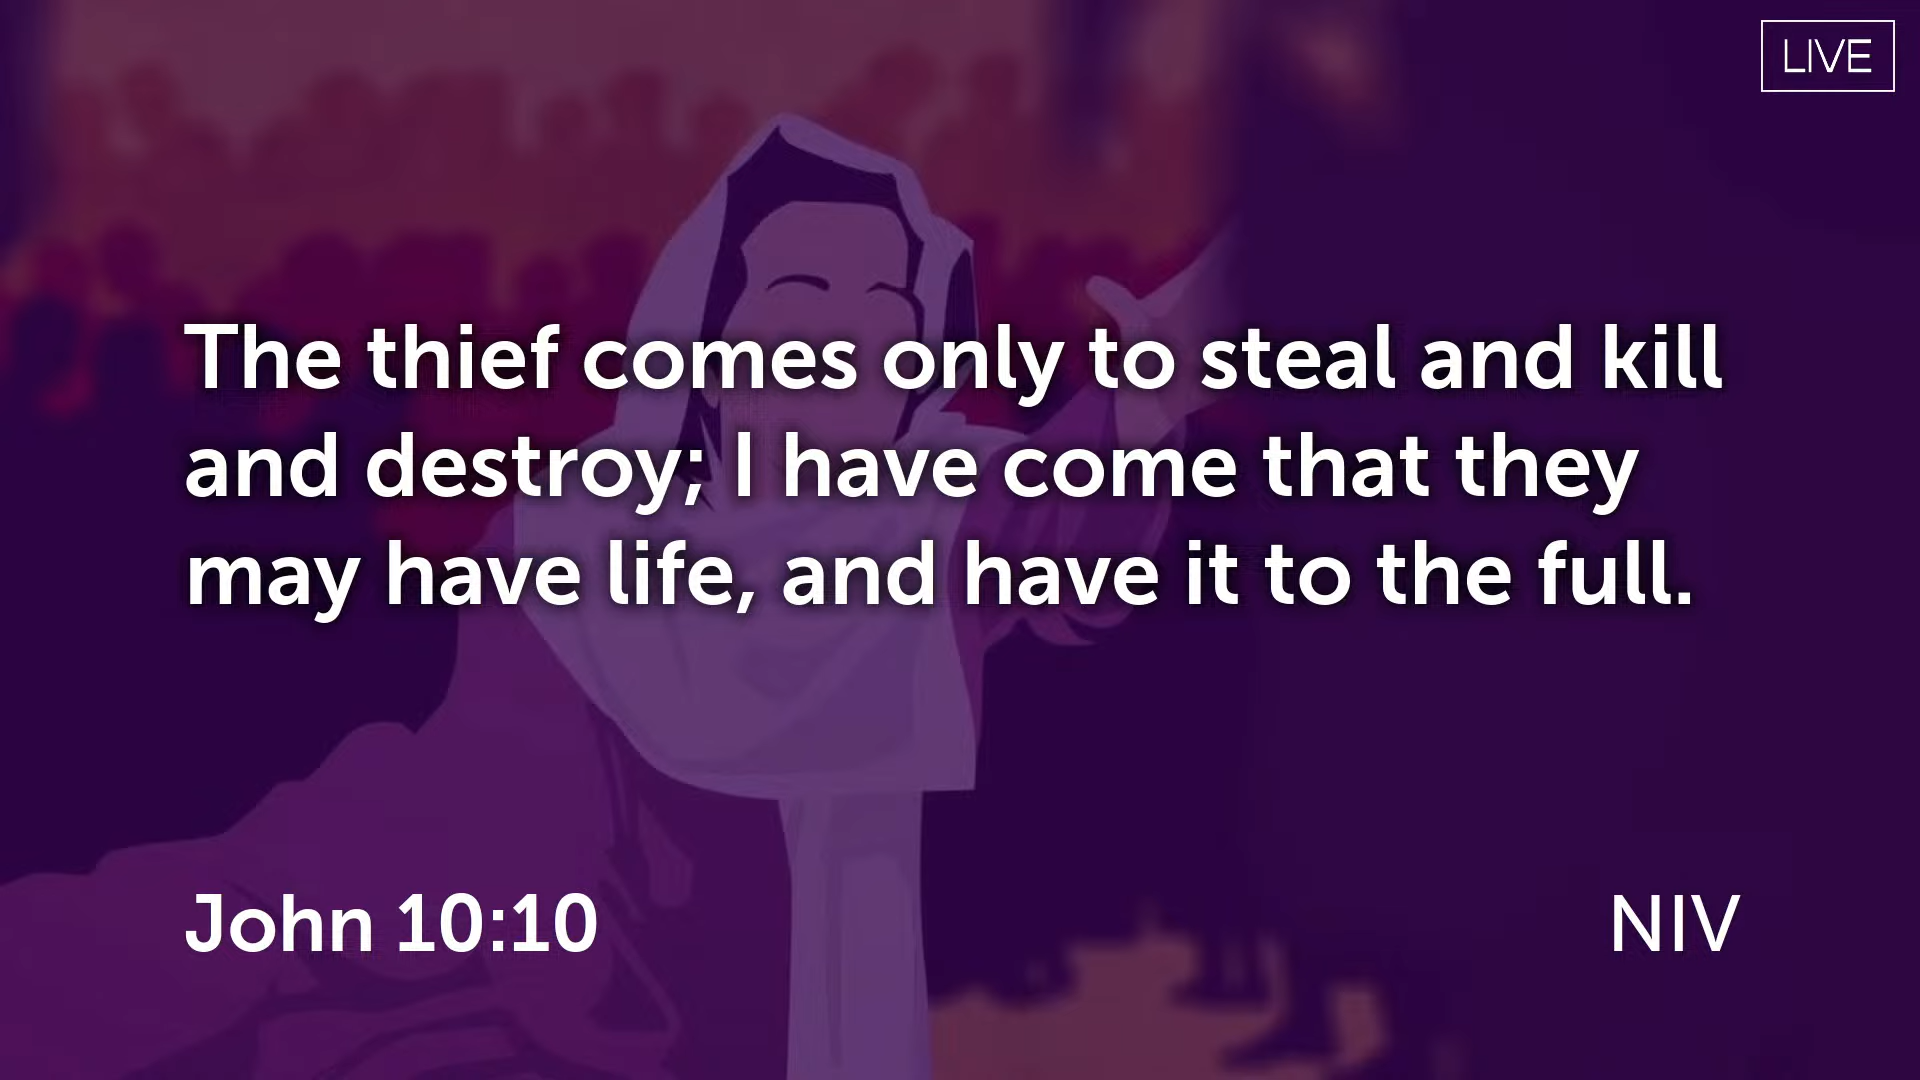 LIVE
The thief comes only to steal and kill
and destroy; I have come that they
may have life, and have it to the full.
John 10:10
NIV